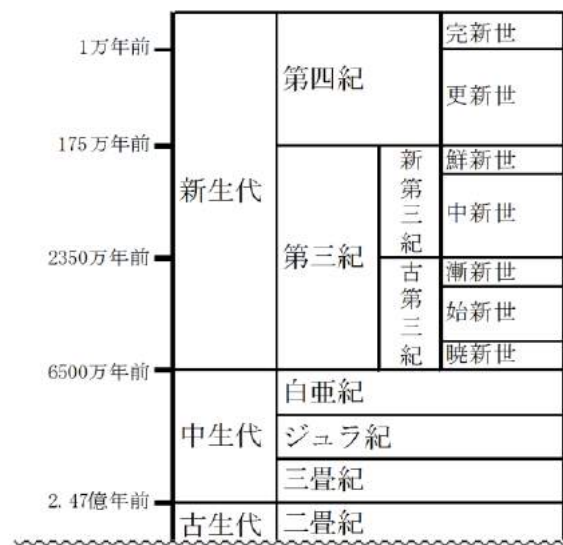 完新世
1万年前
第四紀
更新世
175万年前
鮮新世
新第三紀
中新世
新生代
第三紀
2350万年前
漸新世
古第三紀
始新世
暁新世
6500万年前
白亜紀
中生代
ジュラ紀
三畳紀
2.47億年前
古生代
二畳紀